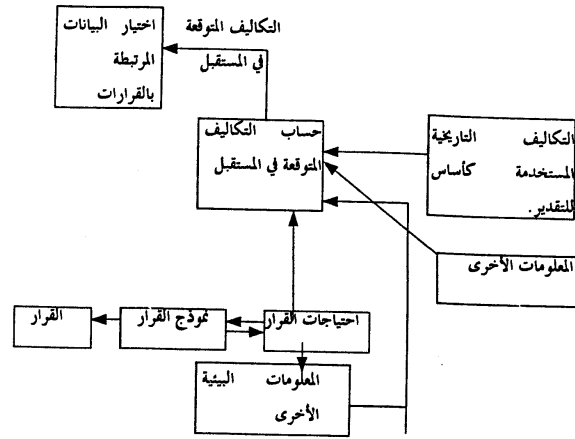 اختيار البيانات
المرتبطة
بالقرارات
التكاليف المتوقعة
في المستقبل
حساب التكاليف
المتوقعة في المستقبل
التكاليف التاريخية
المستخدمة كأساس
للتقدير.
المعلومات الأخرى
احتياجات القرار
نموذج القرار
القرار
المعلومات البيئية
الأخرى